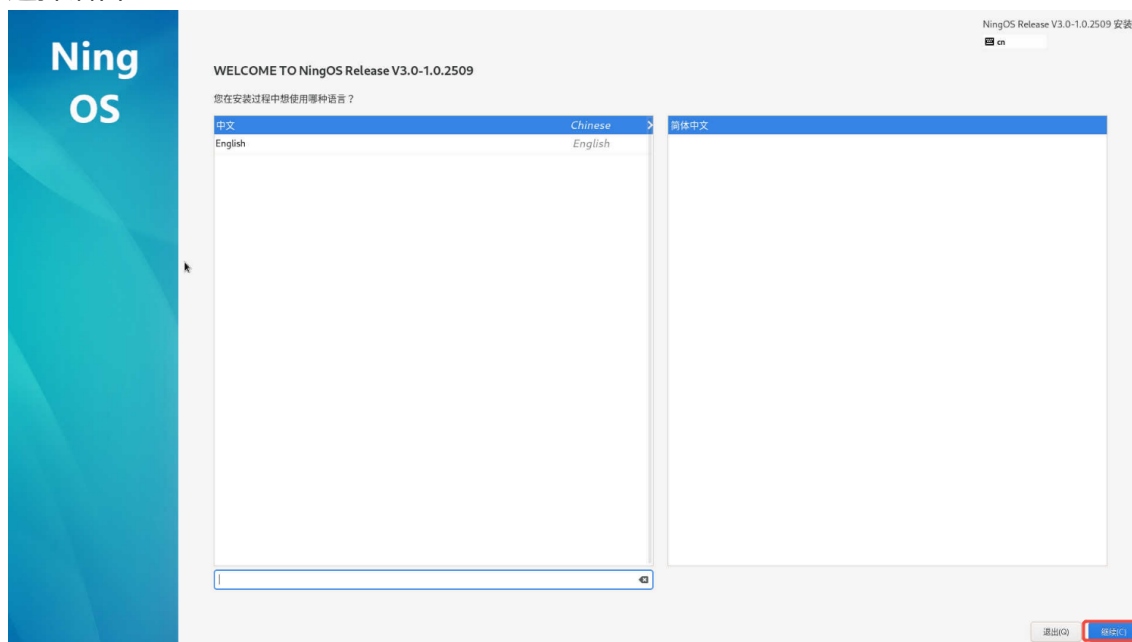 Ning
OS
NingOS Release V3.0-1.0.2509 安装
cn
WELCOME TO NingOS Release V3.0-1.0.2509
您在安装过程中想使用哪种语言？
中文 Chinese
简体中文
English English
退出(Q) 继续(C)